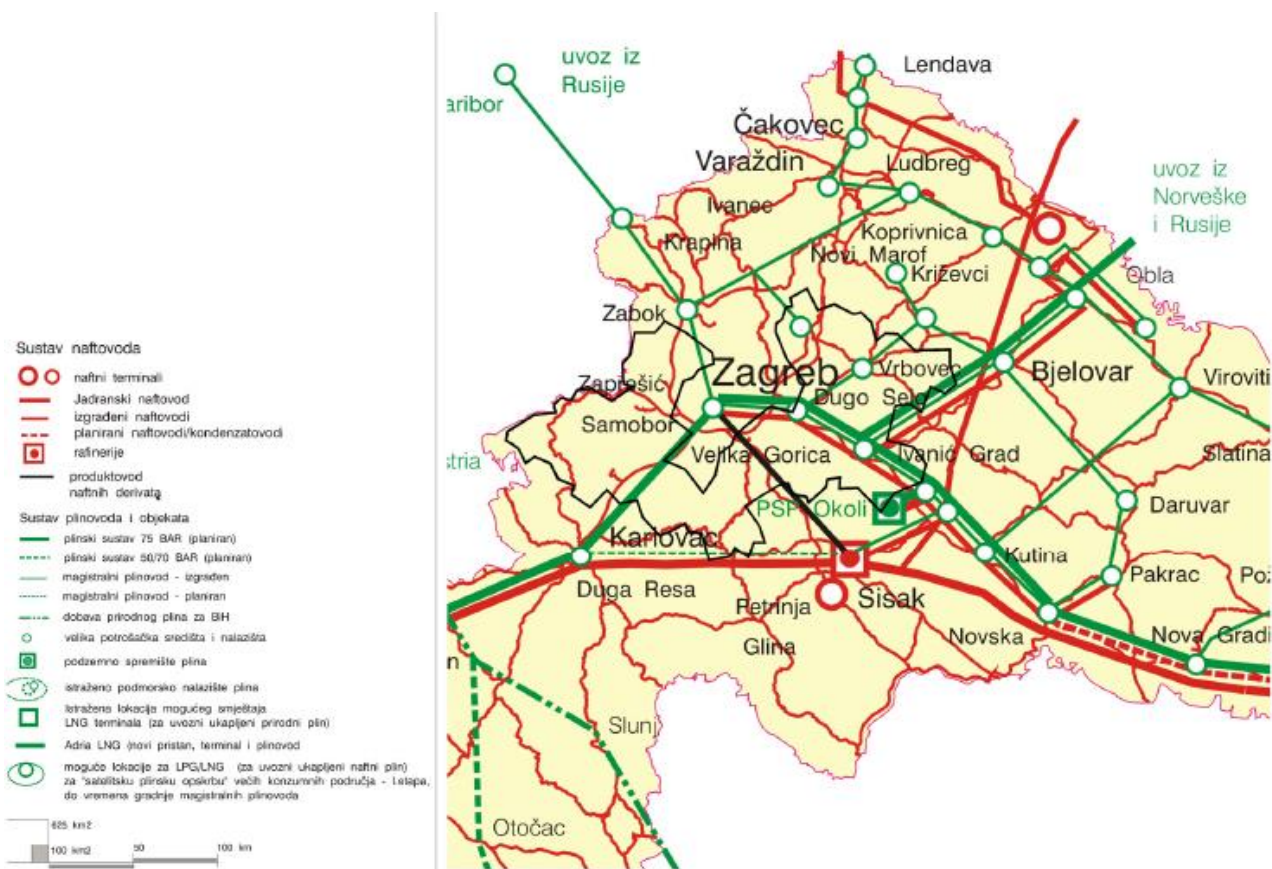 Sustav naftovoda
naftni terminali
Jadranski naftovod
izgrađeni naftovodi
planirani naftovodi/kondenzatovodi
rafinerije
produktovod
naftnih derivata
Sustav plinovoda i objekata
plinski sustav 75 BAR (planiran)
plinski sustav 50/70 BAR (planiran)
magistralni plinovod - izgrađen
magistralni plinovod - planiran
dobava prirodnog plina za BIH
velika potrošačka središta i nalazišta
podzemno spremište plina
istraženo podmorsko nalazište plina
Istražena lokacija mogućeg smještaja
LNG terminala (za uvozni ukapljeni prirodni plin)
Adria LNG (novi pristan, terminal i plinovod
moguće lokacije za LPG/LNG (za uvozni ukapljeni naftni plin)
za "satelitsku plinsku opskrbu" većih konzumnih područja - I.etapa,
do vremena gradnje magistralnih plinovoda
625 km2
100 km2 50 100 km
uvoz iz
Rusije
Lendava
aribor
Čakovec
Varaždin
Ludbreg
uvoz iz
Norveške
i Rusije
Ivanec
Krapina
Koprivnica
Novi Marof
Križevci
Obla
Zabok
Zagreb
Vrbovec
Bjelovar
Viroviti
Zaprešić
Dugo Selo
Samobor
Velika Gorica
Ivanić Grad
Slatina
stria
PSP Okoli
Daruvar
Karlovac
Kutina
Pakrac
Pož
Duga Resa
Petrinja
Sisak
Novska
Nova Gradi
Glina
n
Slunj
Otočac